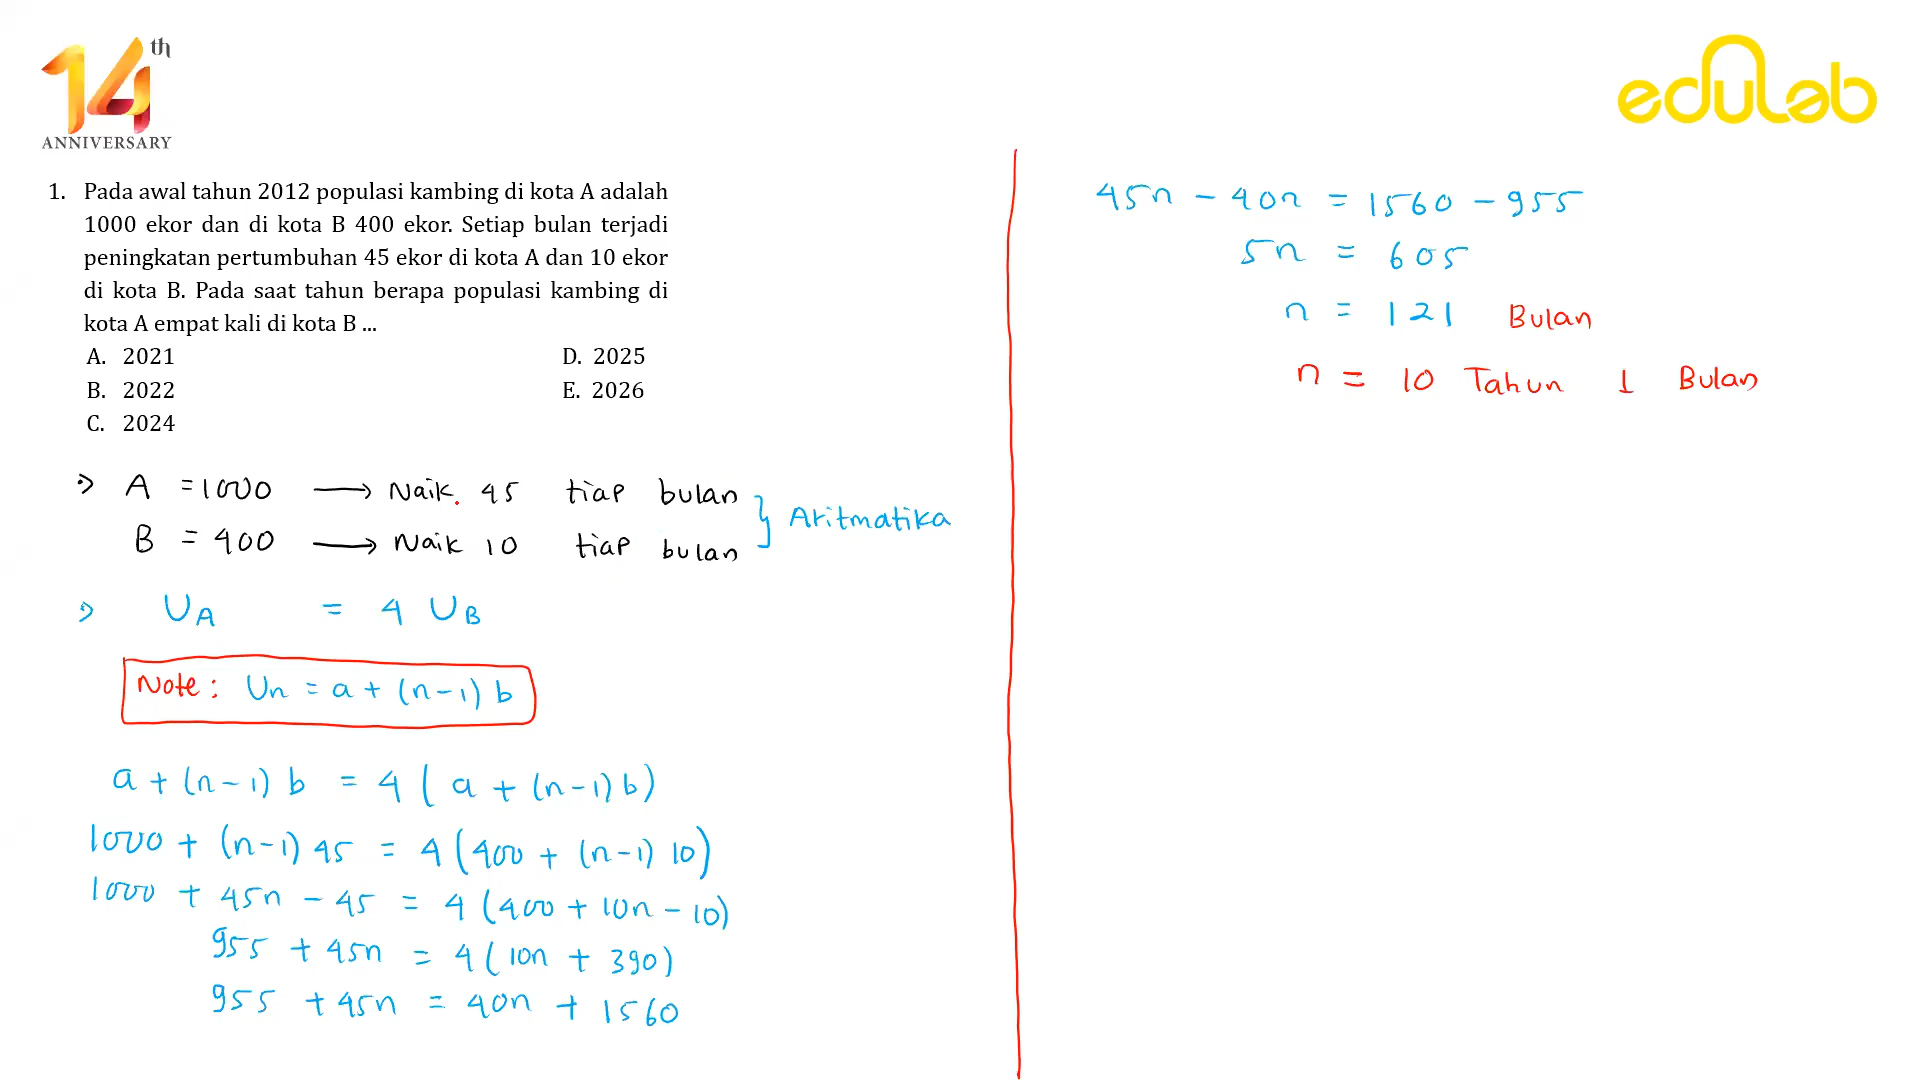 14th
ANNIVERSARY
edulab
1. Pada awal tahun 2012 populasi kambing di kota A adalah
1000 ekor dan di kota B 400 ekor. Setiap bulan terjadi
peningkatan pertumbuhan 45 ekor di kota A dan 10 ekor
di kota B. Pada saat tahun berapa populasi kambing di
kota A empat kali di kota B ...
A. 2021
B. 2022
C. 2024
D. 2025
E. 2026
A = 1000 → Naik 45 tiap bulan
B = 400 → Naik 10 tiap bulan
} Aritmatika
U_A = 4 U_B
Note: Un = a + (n-1) b
a + (n-1) b = 4 ( a + (n-1) b)
1000 + (n-1) 45 = 4 (400 + (n-1) 10)
1000 + 45n - 45 = 4 (400 + 10n - 10)
955 + 45n = 4 (10n + 390)
955 + 45n = 40n + 1560
45n - 40n = 1560 - 955
5n = 605
n = 121 Bulan
n = 10 Tahun 1 Bulan